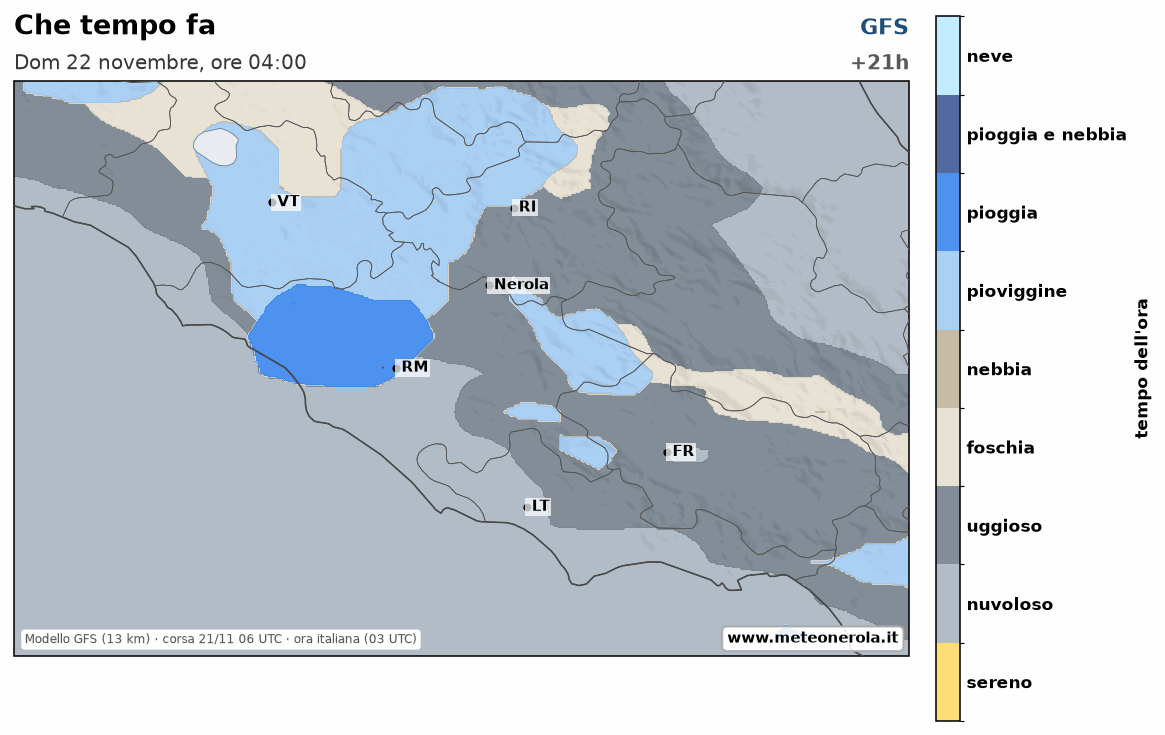 Che tempo fa
GFS
Dom 22 novembre, ore 04:00
+21h
VT
RI
Nerola
RM
FR
LT
Modello GFS (13 km) · corsa 21/11 06 UTC · ora italiana (03 UTC)
www.meteonerola.it
neve
pioggia e nebbia
pioggia
pioviggine
nebbia
foschia
uggioso
nuvoloso
sereno
tempo dell'ora